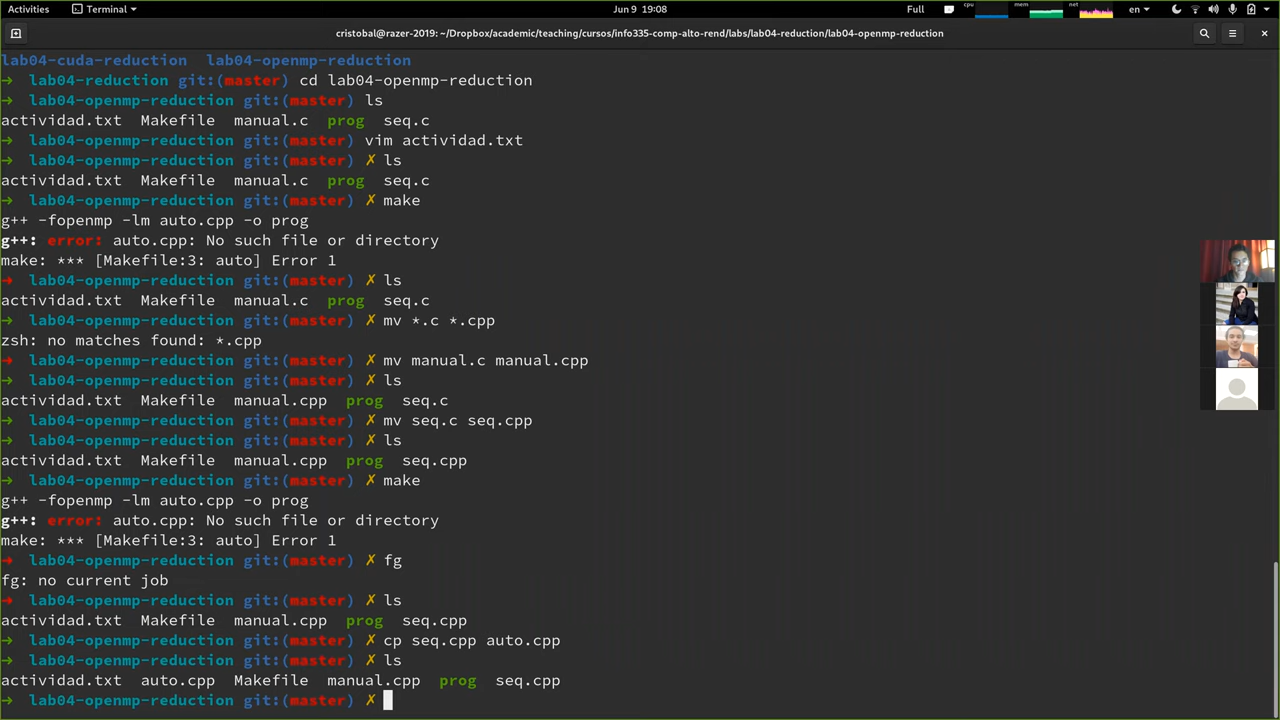 Activities Terminal Jun 9 19:08 Full cpu mem net en
cristobal@razer-2019: ~/Dropbox/academic/teaching/cursos/info335-comp-alto-rend/labs/lab04-reduction/lab04-openmp-reduction
lab04-cuda-reduction lab04-openmp-reduction
→ lab04-reduction git:(master) cd lab04-openmp-reduction
→ lab04-openmp-reduction git:(master) ls
actividad.txt Makefile manual.c prog seq.c
→ lab04-openmp-reduction git:(master) vim actividad.txt
→ lab04-openmp-reduction git:(master) ✗ ls
actividad.txt Makefile manual.c prog seq.c
→ lab04-openmp-reduction git:(master) ✗ make
g++ -fopenmp -lm auto.cpp -o prog
g++: error: auto.cpp: No such file or directory
make: *** [Makefile:3: auto] Error 1
→ lab04-openmp-reduction git:(master) ✗ ls
actividad.txt Makefile manual.c prog seq.c
→ lab04-openmp-reduction git:(master) ✗ mv *.c *.cpp
zsh: no matches found: *.cpp
→ lab04-openmp-reduction git:(master) ✗ mv manual.c manual.cpp
→ lab04-openmp-reduction git:(master) ✗ ls
actividad.txt Makefile manual.cpp prog seq.c
→ lab04-openmp-reduction git:(master) ✗ mv seq.c seq.cpp
→ lab04-openmp-reduction git:(master) ✗ ls
actividad.txt Makefile manual.cpp prog seq.cpp
→ lab04-openmp-reduction git:(master) ✗ make
g++ -fopenmp -lm auto.cpp -o prog
g++: error: auto.cpp: No such file or directory
make: *** [Makefile:3: auto] Error 1
→ lab04-openmp-reduction git:(master) ✗ fg
fg: no current job
→ lab04-openmp-reduction git:(master) ✗ ls
actividad.txt Makefile manual.cpp prog seq.cpp
→ lab04-openmp-reduction git:(master) ✗ cp seq.cpp auto.cpp
→ lab04-openmp-reduction git:(master) ✗ ls
actividad.txt auto.cpp Makefile manual.cpp prog seq.cpp
→ lab04-openmp-reduction git:(master) ✗